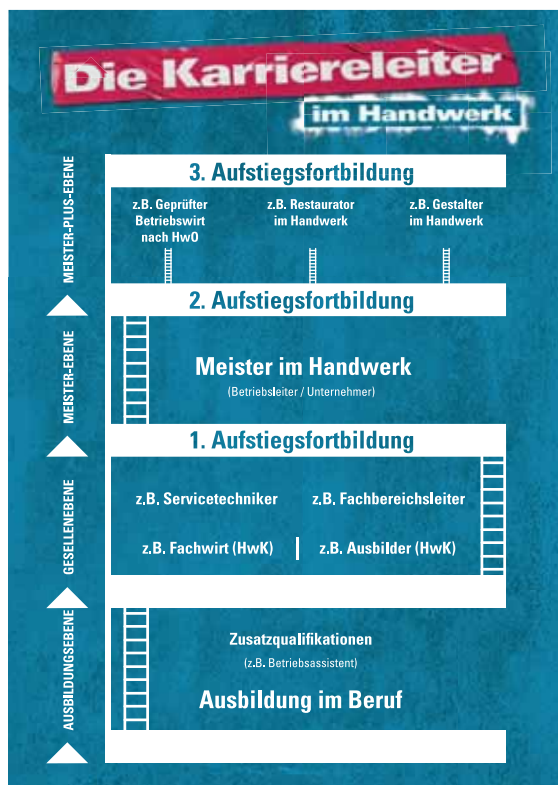 Die Karriereleiter
im Handwerk
MEISTER-PLUS-EBENE
3. Aufstiegsfortbildung
z.B. Geprüfter
Betriebswirt
nach HwO
z.B. Restaurator
im Handwerk
z.B. Gestalter
im Handwerk
MEISTER-EBENE
2. Aufstiegsfortbildung
Meister im Handwerk
(Betriebsleiter / Unternehmer)
GESELLENEBENE
1. Aufstiegsfortbildung
z.B. Servicetechniker
z.B. Fachbereichsleiter
z.B. Fachwirt (HwK)
z.B. Ausbilder (HwK)
AUSBILDUNGSEBENE
Zusatzqualifikationen
(z.B. Betriebsassistent)
Ausbildung im Beruf